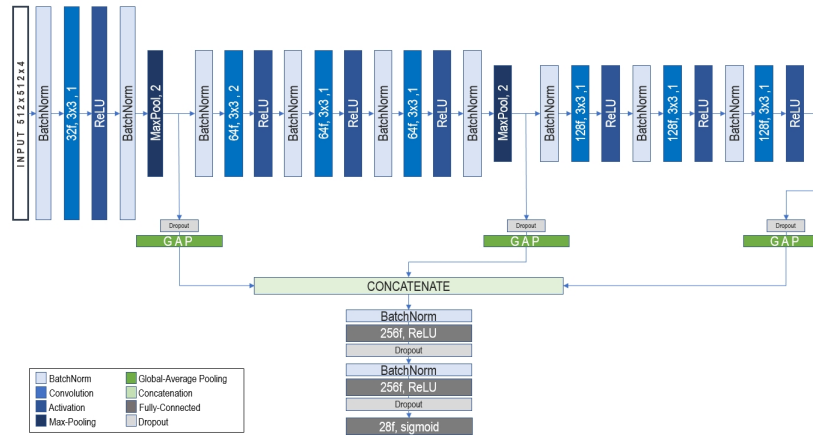 INPUT 512x512x4
BatchNorm
32f, 3x3 ,1
ReLU
BatchNorm
MaxPool, 2
BatchNorm
64f, 3x3 , 2
ReLU
BatchNorm
64f, 3x3 ,1
ReLU
BatchNorm
64f, 3x3 ,1
ReLU
BatchNorm
MaxPool, 2
BatchNorm
128f, 3x3 ,1
ReLU
BatchNorm
128f, 3x3 ,1
ReLU
BatchNorm
128f, 3x3 ,1
ReLU
Dropout
GAP
Dropout
GAP
Dropout
GAP
CONCATENATE
BatchNorm
256f, ReLU
Dropout
BatchNorm
256f, ReLU
Dropout
28f, sigmoid
BatchNorm
Convolution
Activation
Max-Pooling
Global-Average Pooling
Concatenation
Fully-Connected
Dropout